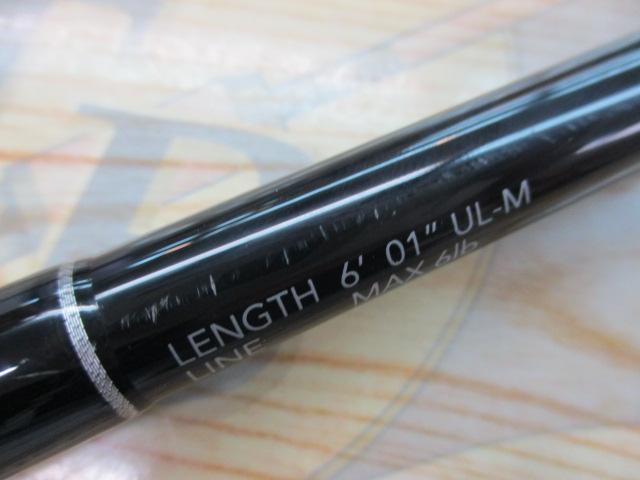 LENGTH 6' 01" UL-M
LINE MAX 6lb